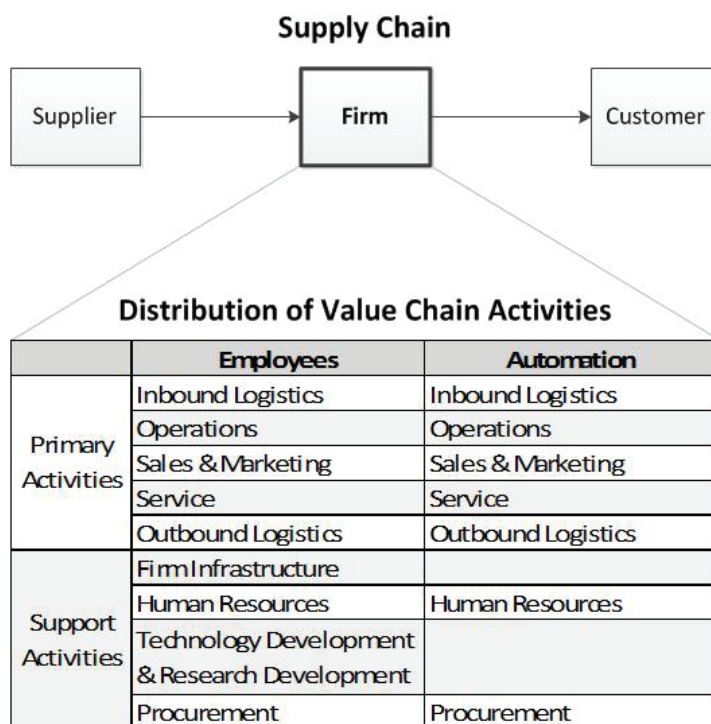 Supply Chain
Supplier
Firm
Customer
Distribution of Value Chain Activities
Employees Automation
Primary
Activities
Inbound Logistics Inbound Logistics
Operations Operations
Sales & Marketing Sales & Marketing
Service Service
Outbound Logistics Outbound Logistics
Support
Activities
Firm Infrastructure
Human Resources Human Resources
Technology Development
& Research Development
Procurement Procurement